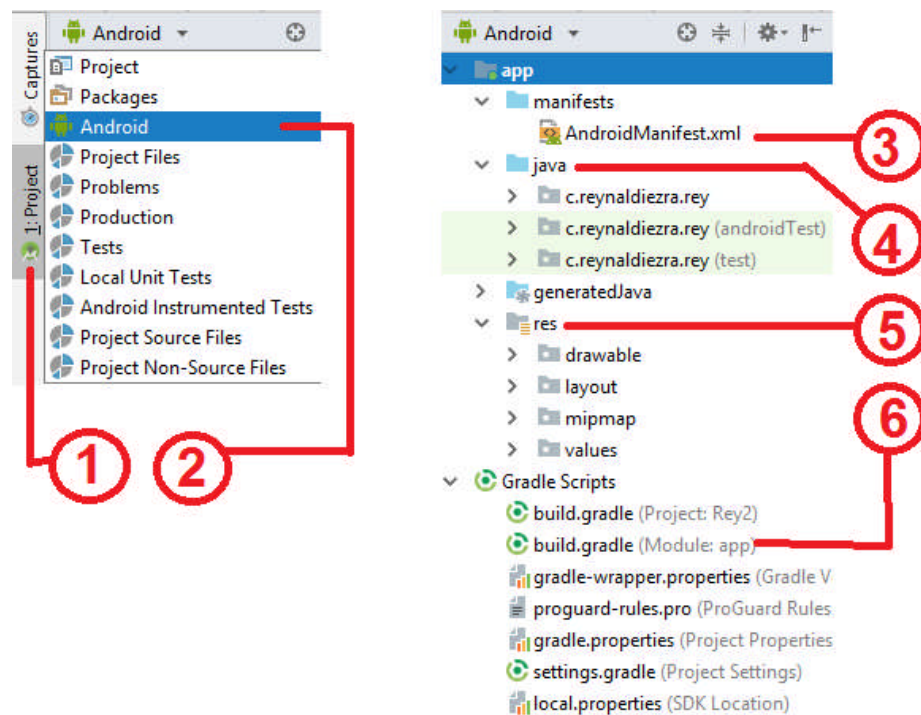 Captures
1: Project
Android
Project
Packages
Android
Project Files
Problems
Production
Tests
Local Unit Tests
Android Instrumented Tests
Project Source Files
Project Non-Source Files
1
2
Android
app
manifests
AndroidManifest.xml
3
java
c.reynaldiezra.rey
4
c.reynaldiezra.rey (androidTest)
c.reynaldiezra.rey (test)
generatedJava
res
5
drawable
layout
mipmap
6
values
Gradle Scripts
build.gradle (Project: Rey2)
build.gradle (Module: app)
gradle-wrapper.properties (Gradle V
proguard-rules.pro (ProGuard Rules
gradle.properties (Project Properties
settings.gradle (Project Settings)
local.properties (SDK Location)